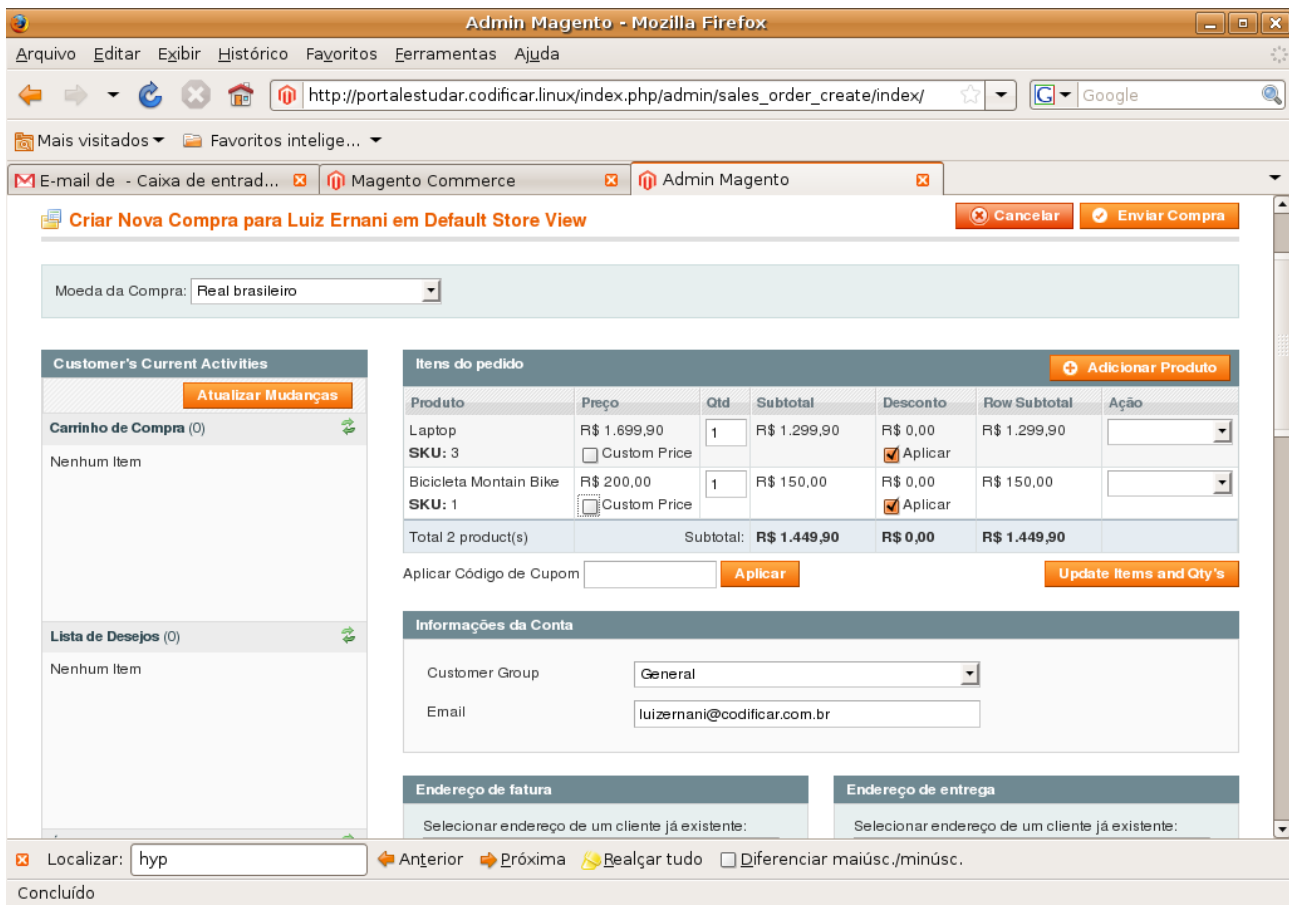 Admin Magento - Mozilla Firefox
Arquivo Editar Exibir Histórico Favoritos Ferramentas Ajuda
http://portalestudar.codificar.linux/index.php/admin/sales_order_create/index/ G Google
Mais visitados Favoritos intelige...
E-mail de - Caixa de entrad... Magento Commerce Admin Magento
Criar Nova Compra para Luiz Ernani em Default Store View Cancelar Enviar Compra
Moeda da Compra: Real brasileiro
Customer's Current Activities
Atualizar Mudanças
Carrinho de Compra (0)
Nenhum Item
Lista de Desejos (0)
Nenhum Item
Itens do pedido Adicionar Produto
Produto Preço Qtd Subtotal Desconto Row Subtotal Ação
Laptop R$ 1.699,90 1 R$ 1.299,90 R$ 0,00 R$ 1.299,90
SKU: 3 Custom Price Aplicar
Bicicleta Montain Bike R$ 200,00 1 R$ 150,00 R$ 0,00 R$ 150,00
SKU: 1 Custom Price Aplicar
Total 2 product(s) Subtotal: R$ 1.449,90 R$ 0,00 R$ 1.449,90
Aplicar Código de Cupom Aplicar Update Items and Qty's
Informações da Conta
Customer Group General
Email luizernani@codificar.com.br
Endereço de fatura Endereço de entrega
Selecionar endereço de um cliente já existente: Selecionar endereço de um cliente já existente:
Localizar: hyp Anterior Próxima Realçar tudo Diferenciar maiúsc./minúsc.
Concluído